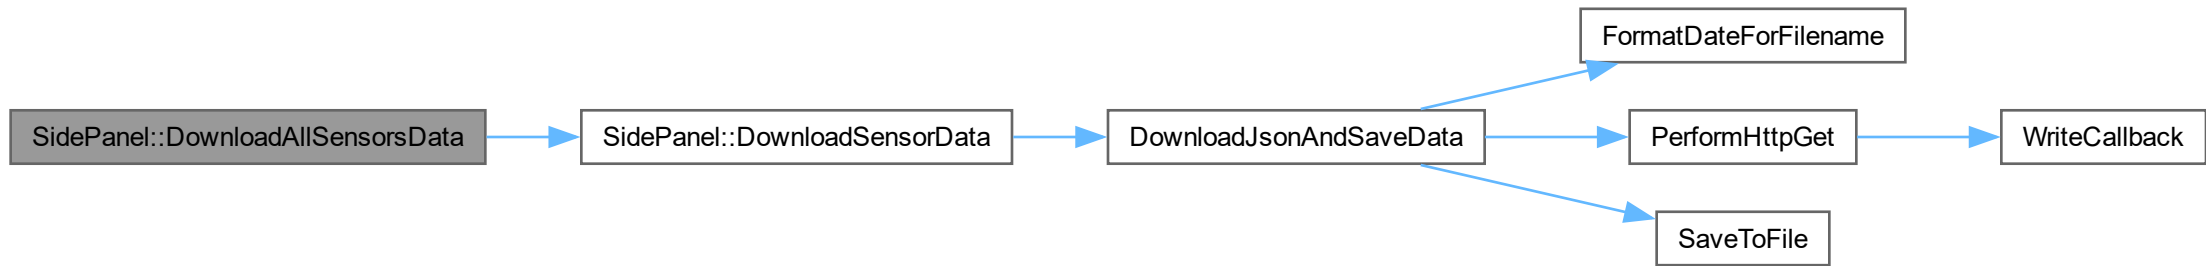 SidePanel::DownloadAllSensorsData
SidePanel::DownloadSensorData
DownloadJsonAndSaveData
FormatDateForFilename
PerformHttpGet
WriteCallback
SaveToFile